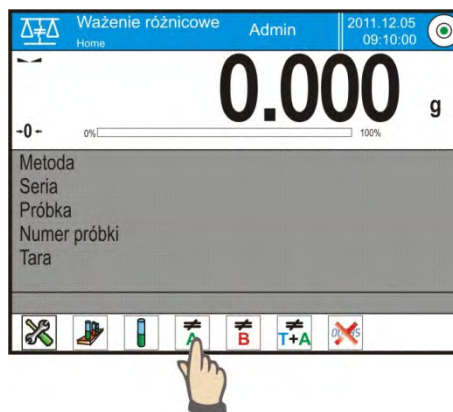 Ważenie różnicowe Admin 2011.12.05
Home 09:10:00
0.000 g
-0- 0% 100%
Metoda
Seria
Próbka
Numer próbki
Tara
A B T+A